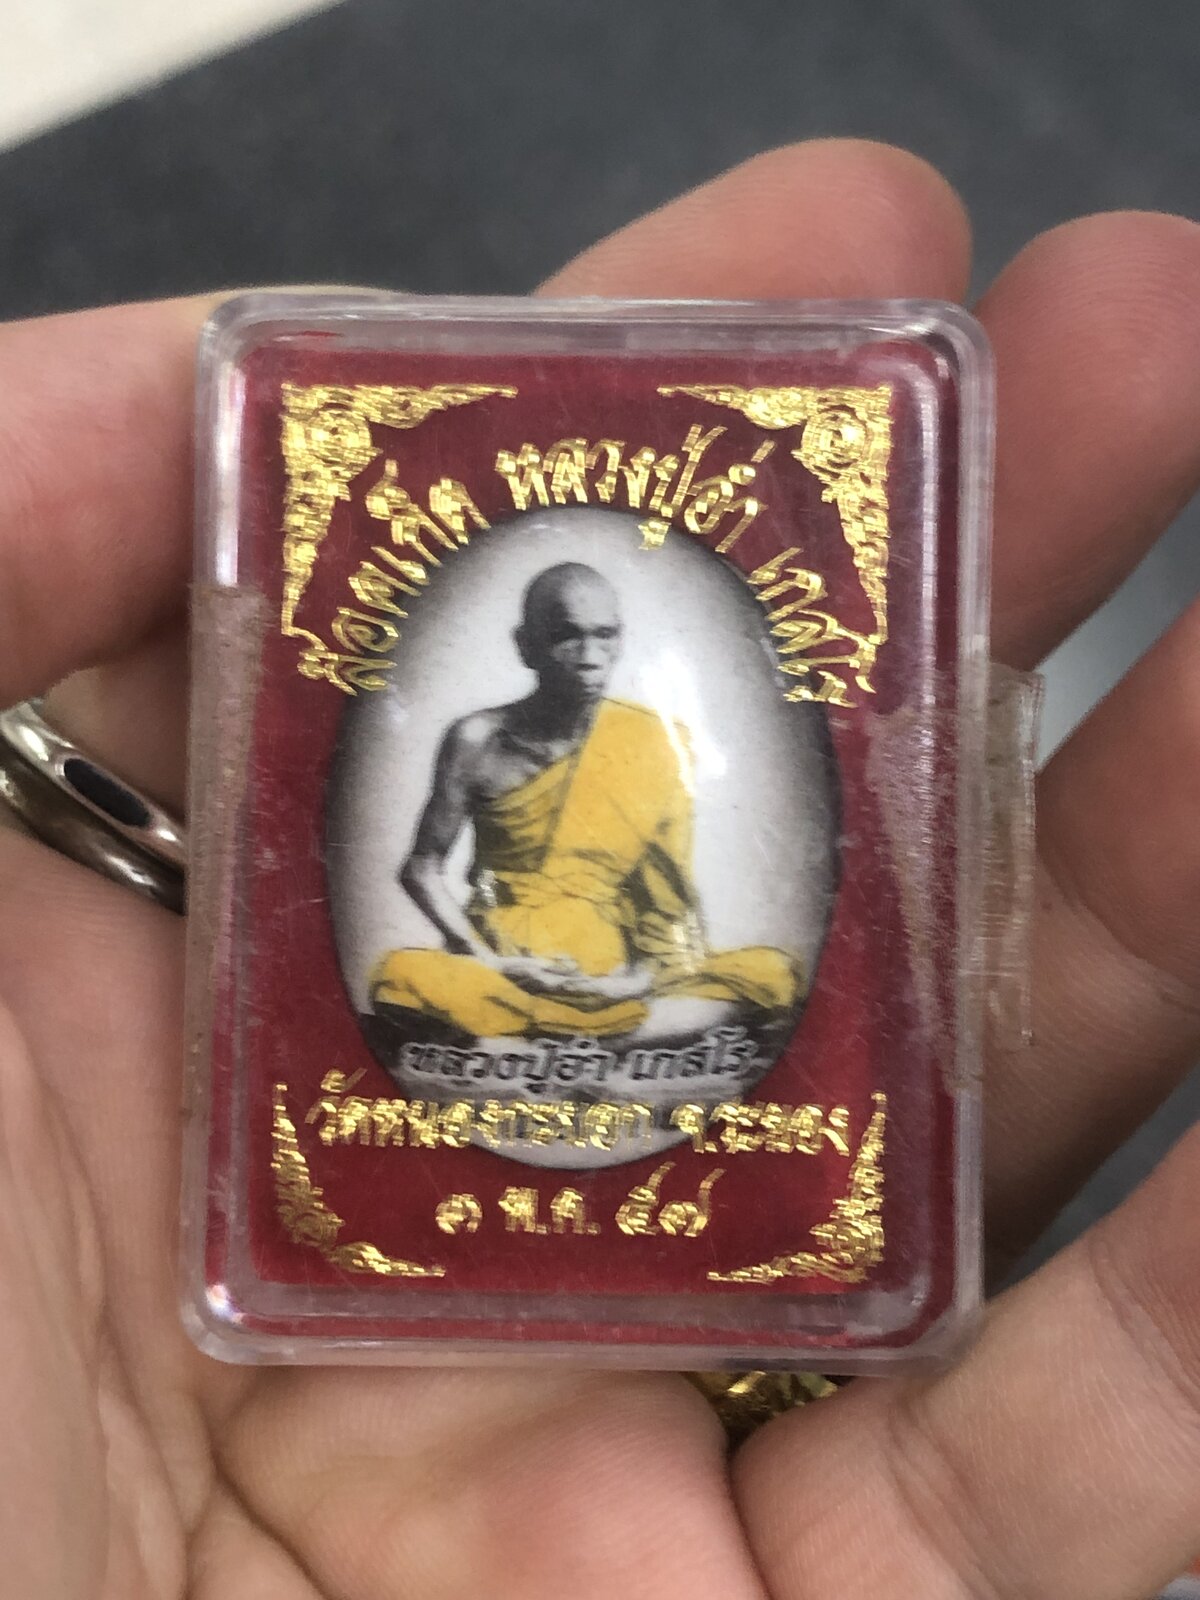 ล็อคเก็ต หลวงปู่อ่ำ เกสโร
หลวงปู่อ่ำ เกสโร
วัดหนองกระบอก จ.ระยอง
๓ พ.ค. ๕๗